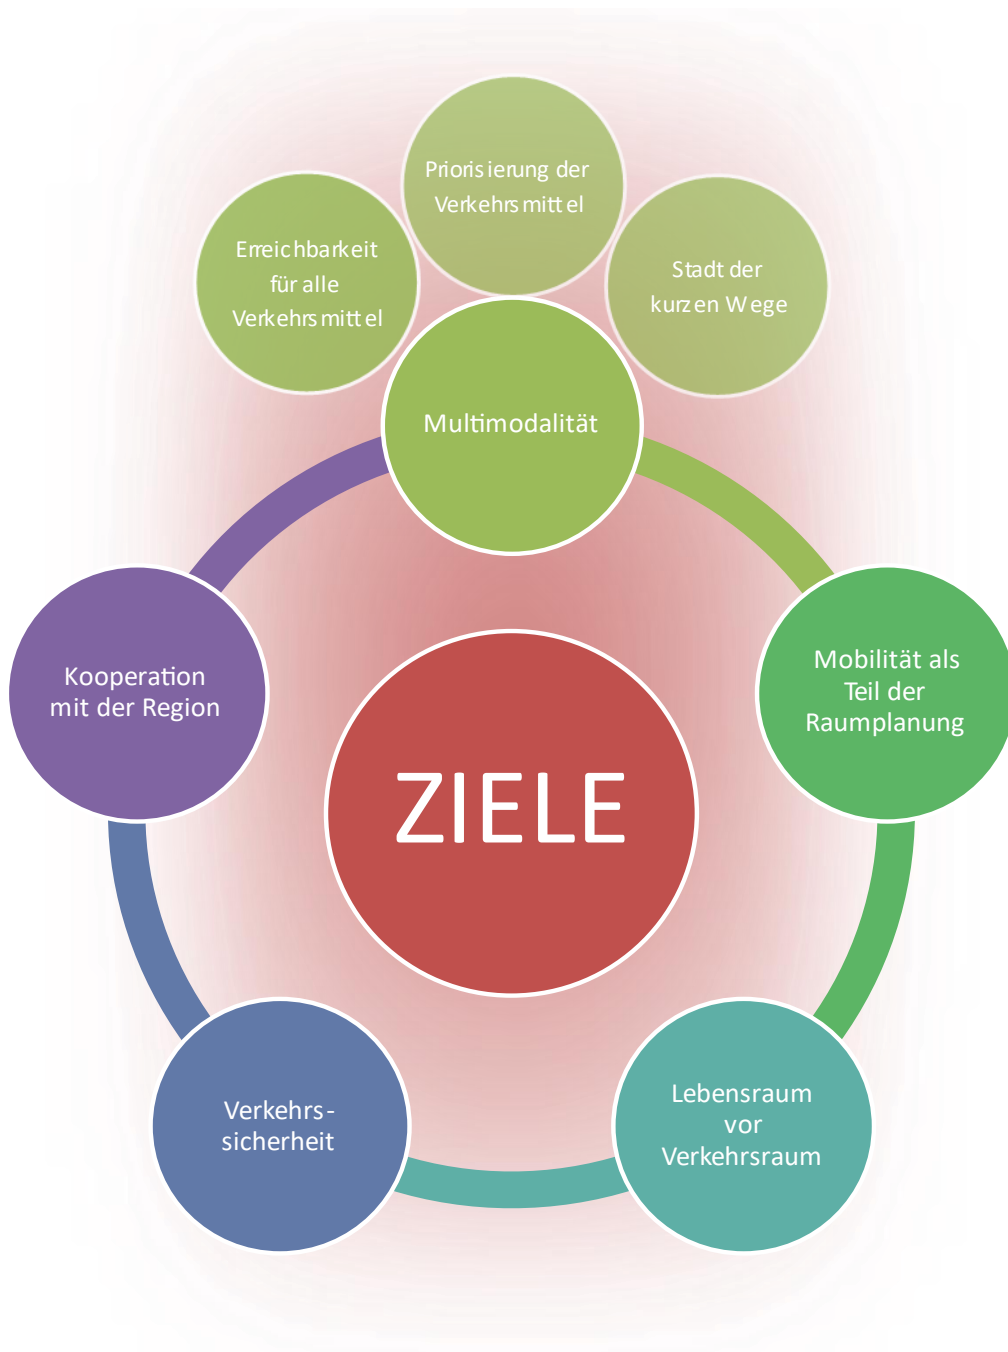 Priorisierung der
Verkehrsmittel
Erreichbarkeit
für alle
Verkehrsmittel
Stadt der
kurzen Wege
Multimodalität
Kooperation
mit der Region
Mobilität als
Teil der
Raumplanung
ZIELE
Verkehrs-
sicherheit
Lebensraum
vor
Verkehrsraum